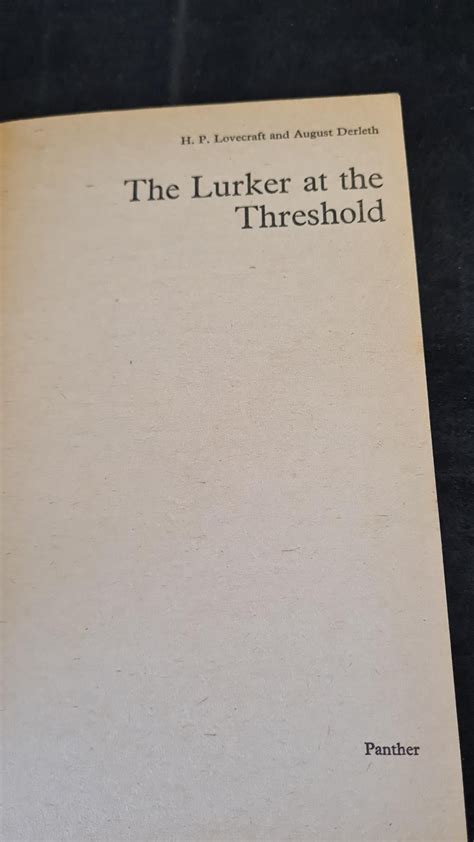 H. P. Lovecraft and August Derleth
The Lurker at the
Threshold
Panther